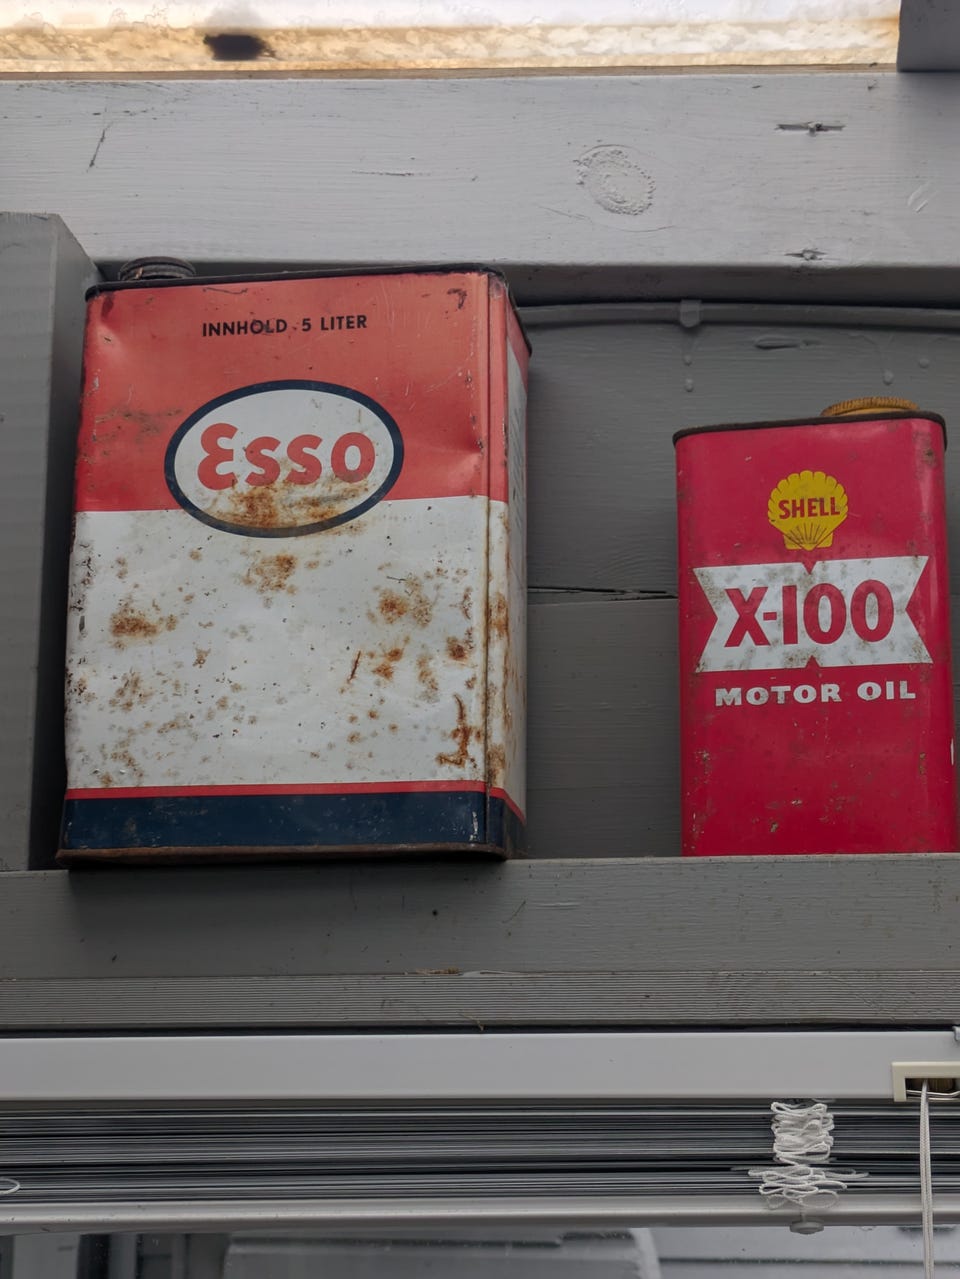 INNHOLD 5 LITER
Esso
SHELL
X-100
MOTOR OIL